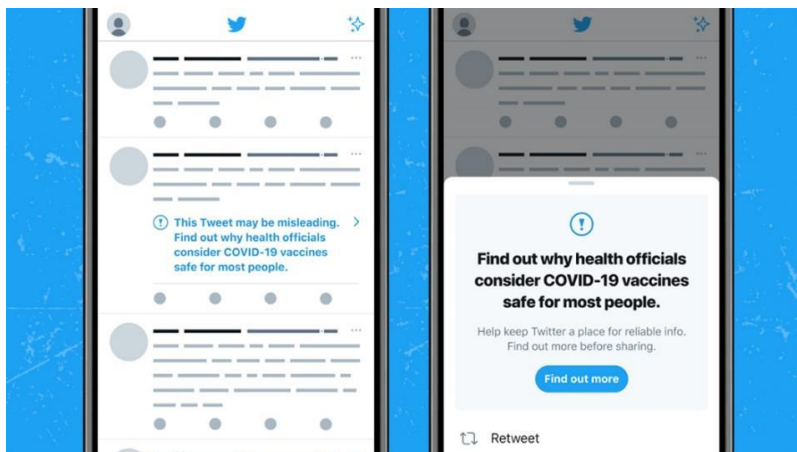 This Tweet may be misleading.
Find out why health officials
consider COVID-19 vaccines
safe for most people.
Find out why health officials
consider COVID-19 vaccines
safe for most people.
Help keep Twitter a place for reliable info.
Find out more before sharing.
Find out more
Retweet